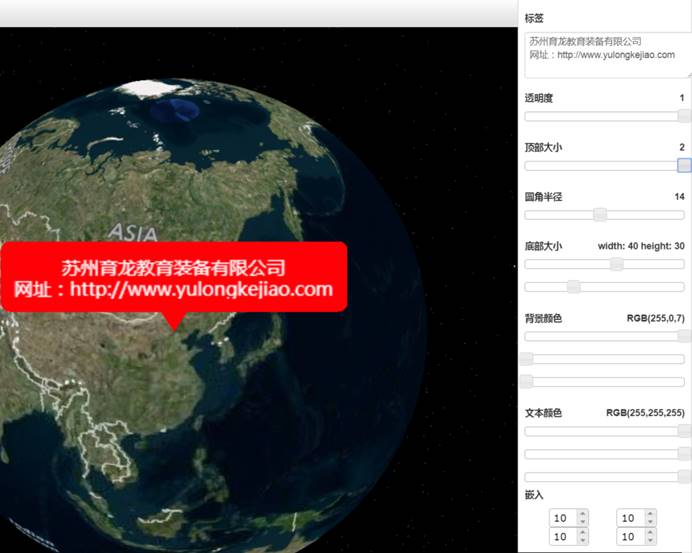 标签
苏州育龙教育装备有限公司
网址：http://www.yulongkejiao.com
透明度 1
顶部大小 2
圆角半径 14
底部大小 width: 40 height: 30
背景颜色 RGB(255,0,7)
文本颜色 RGB(255,255,255)
嵌入
10 10
10 10
ASIA
苏州育龙教育装备有限公司
网址：http://www.yulongkejiao.com